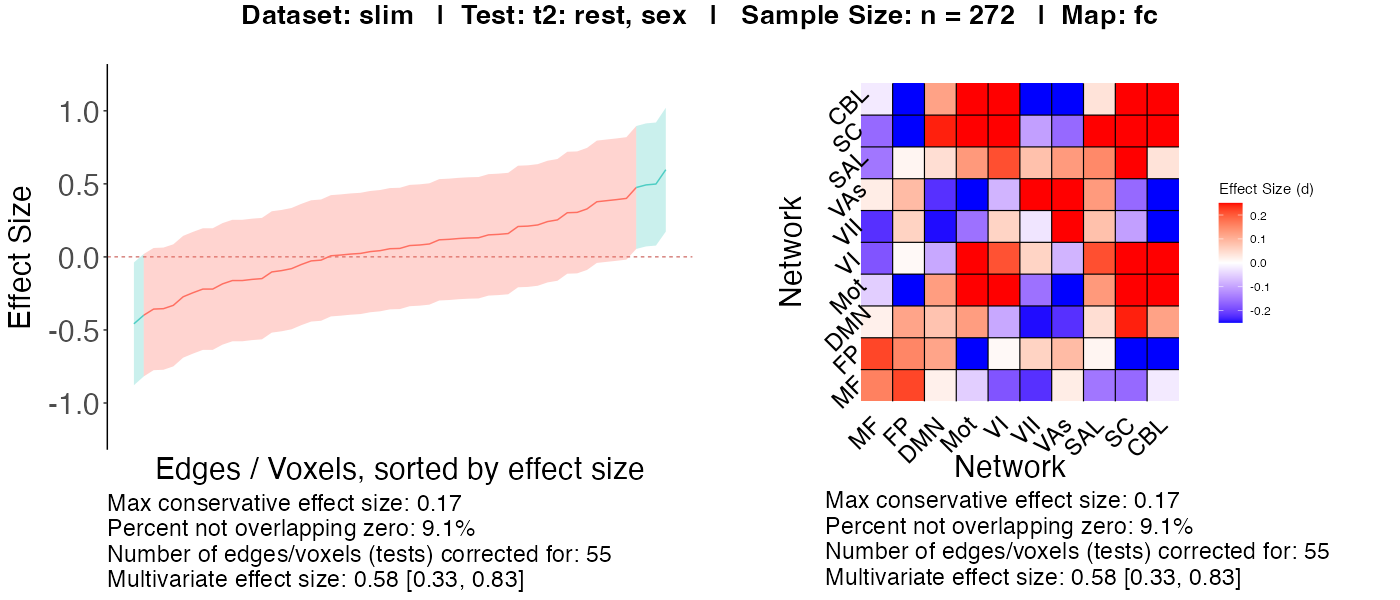 Dataset: slim | Test: t2: rest, sex | Sample Size: n = 272 | Map: fc
Effect Size
1.0
0.5
0.0
-0.5
-1.0
Edges / Voxels, sorted by effect size
Max conservative effect size: 0.17
Percent not overlapping zero: 9.1%
Number of edges/voxels (tests) corrected for: 55
Multivariate effect size: 0.58 [0.33, 0.83]
Network
CBL
SC
SAL
VAs
VII
VI
Mot
DMN
FP
MF
MF
FP
DMN
Mot
VI
VII
VAs
SAL
SC
CBL
Network
Effect Size (d)
0.2
0.1
0.0
-0.1
-0.2
Max conservative effect size: 0.17
Percent not overlapping zero: 9.1%
Number of edges/voxels (tests) corrected for: 55
Multivariate effect size: 0.58 [0.33, 0.83]